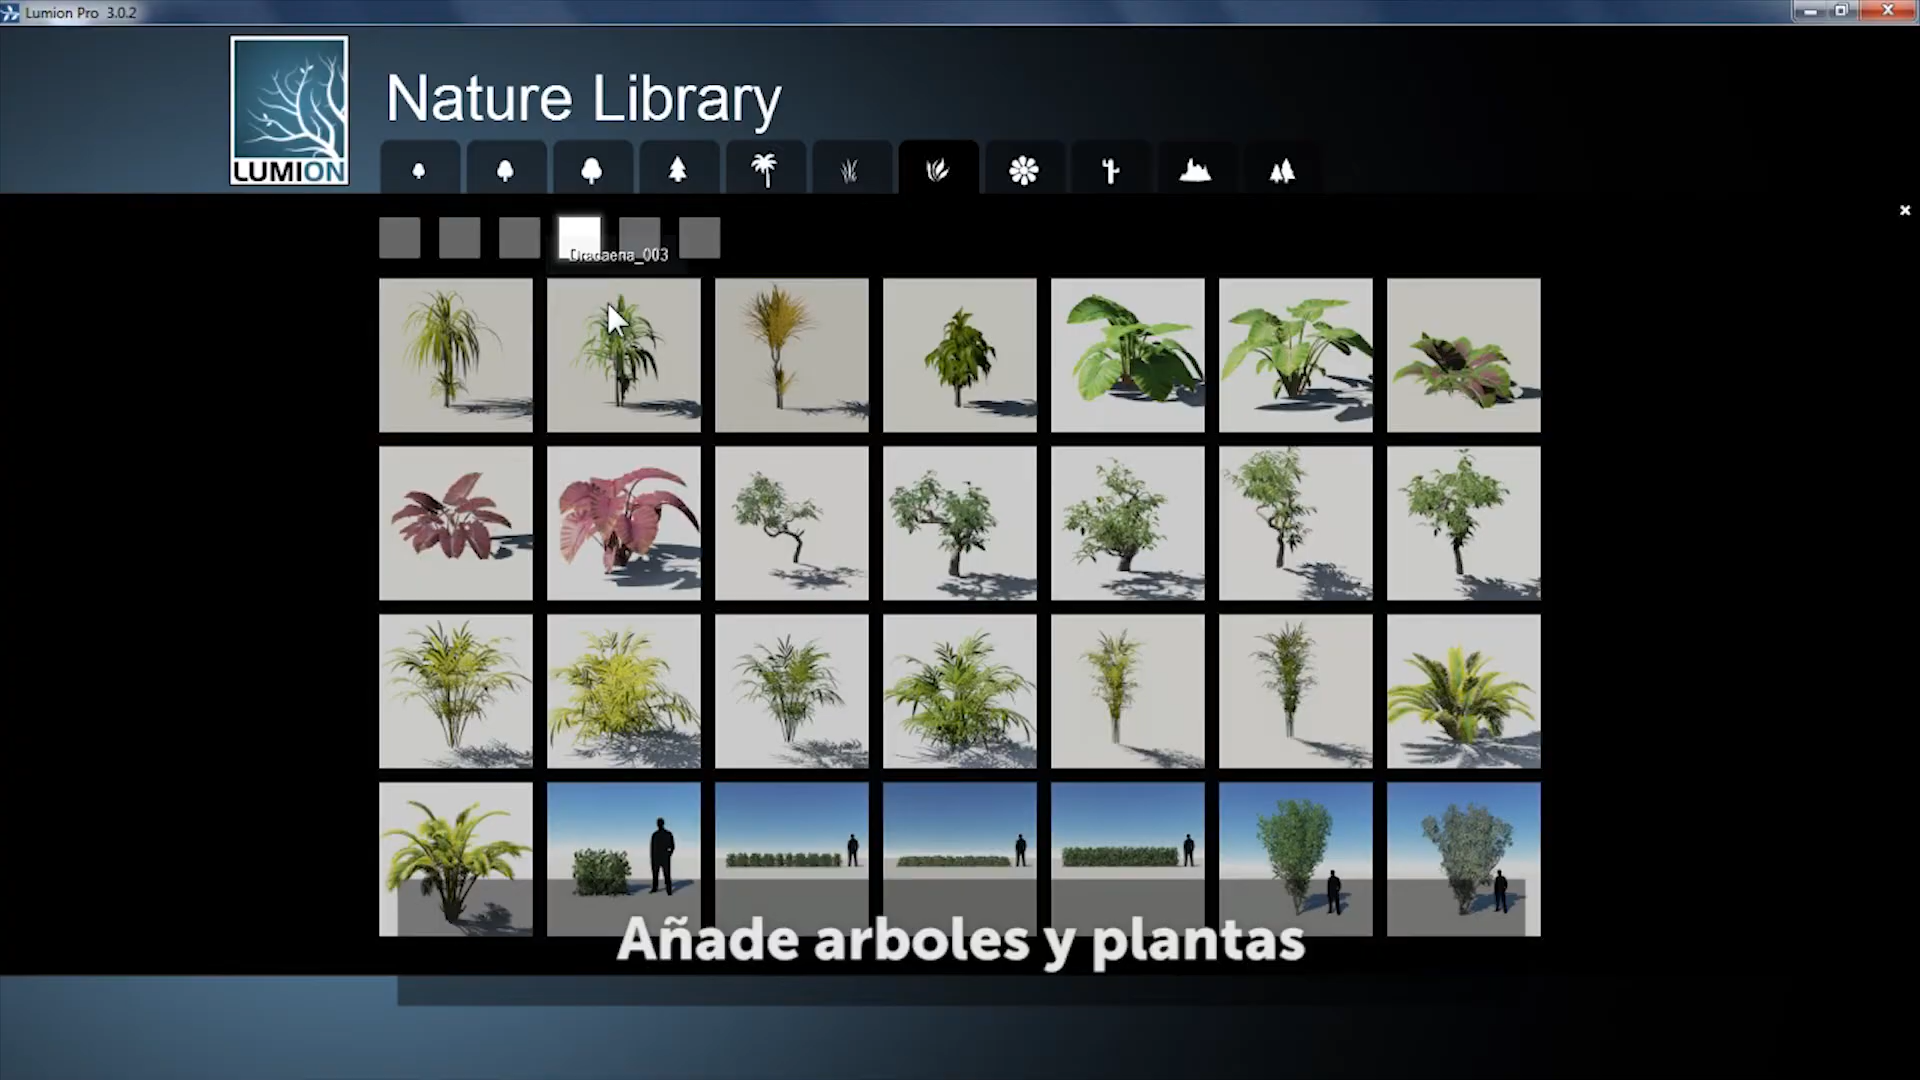 Lumion Pro 3.0.2
Nature Library
LUMION
Dracaena_003
Añade arboles y plantas